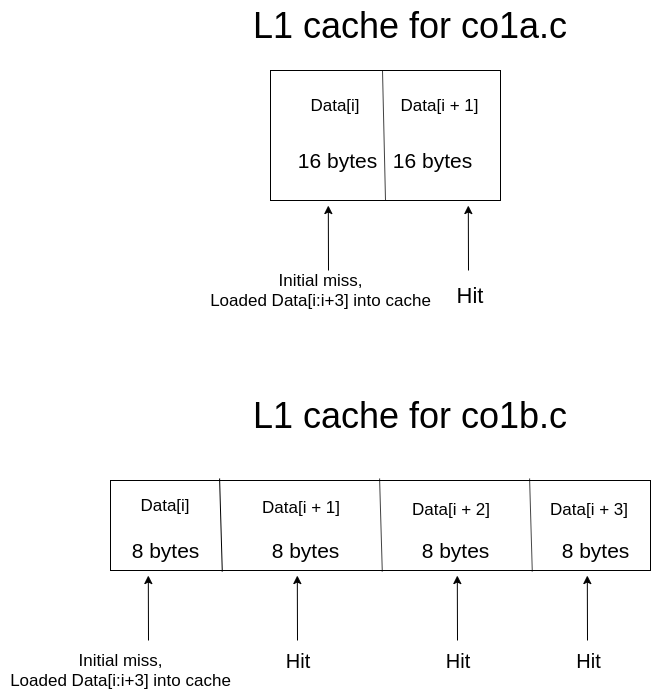 L1 cache for co1a.c
Data[i]
Data[i + 1]
16 bytes
16 bytes
Initial miss,
Loaded Data[i:i+3] into cache
Hit
L1 cache for co1b.c
Data[i]
Data[i + 1]
Data[i + 2]
Data[i + 3]
8 bytes
8 bytes
8 bytes
8 bytes
Initial miss,
Loaded Data[i:i+3] into cache
Hit
Hit
Hit